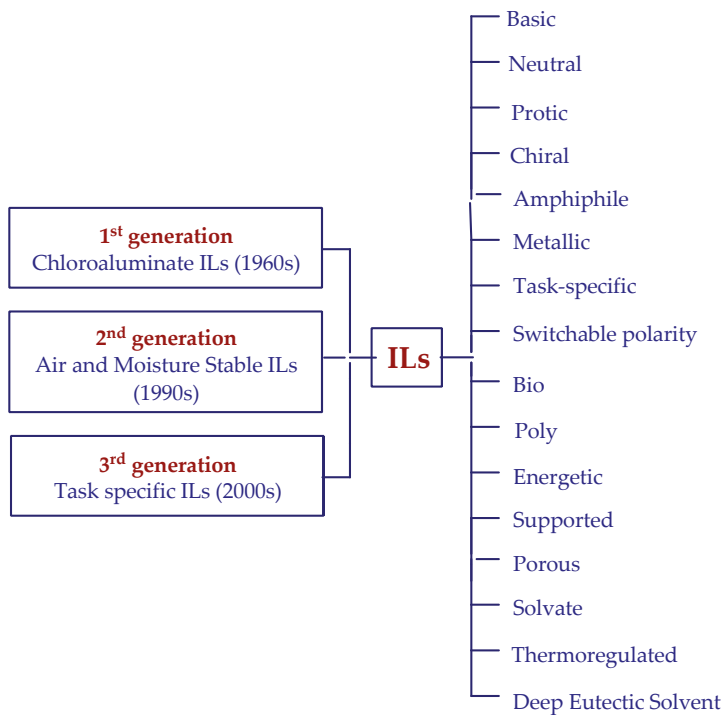 1st generation
Chloroaluminate ILs (1960s)
2nd generation
Air and Moisture Stable ILs
(1990s)
3rd generation
Task specific ILs (2000s)
ILs
Basic
Neutral
Protic
Chiral
Amphiphile
Metallic
Task-specific
Switchable polarity
Bio
Poly
Energetic
Supported
Porous
Solvate
Thermoregulated
Deep Eutectic Solvent